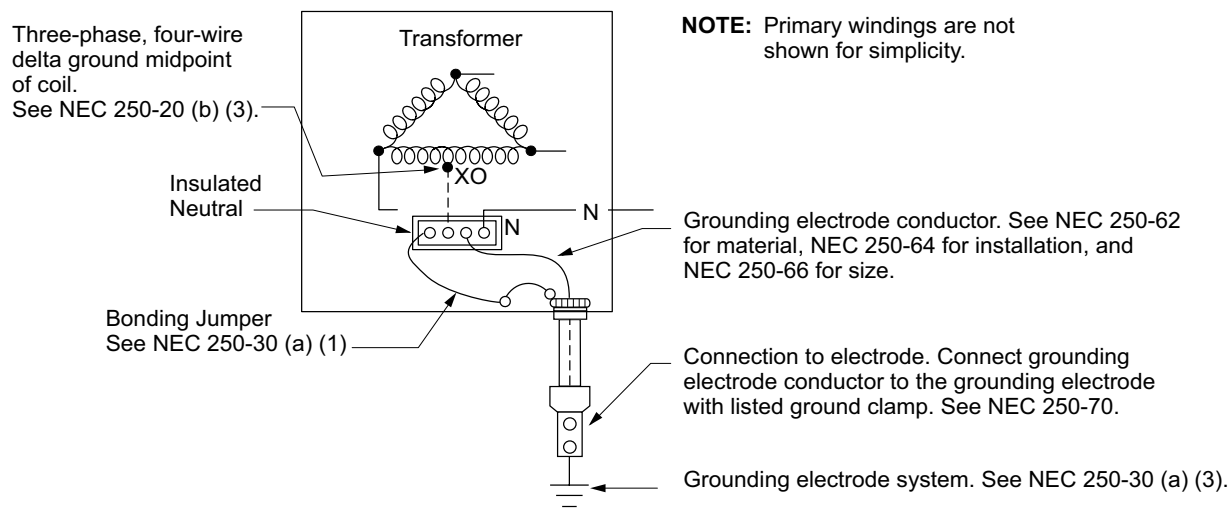 Three-phase, four-wire
delta ground midpoint
of coil.
See NEC 250-20 (b) (3).
Transformer
NOTE: Primary windings are not
shown for simplicity.
XO
Insulated
Neutral
N
N
Grounding electrode conductor. See NEC 250-62
for material, NEC 250-64 for installation, and
NEC 250-66 for size.
Bonding Jumper
See NEC 250-30 (a) (1)
Connection to electrode. Connect grounding
electrode conductor to the grounding electrode
with listed ground clamp. See NEC 250-70.
Grounding electrode system. See NEC 250-30 (a) (3).